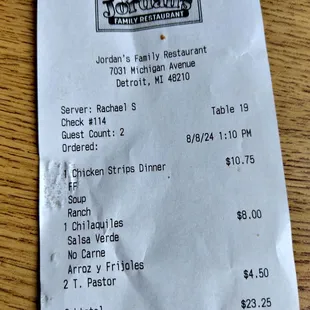 Jordan's
FAMILY RESTAURANT
Jordan's Family Restaurant
7031 Michigan Avenue
Detroit, MI 48210
Server: Rachael S
Table 19
Check #114
Guest Count: 2
Ordered:
8/8/24 1:10 PM
1 Chicken Strips Dinner $10.75
FF
Soup
Ranch
1 Chilaquiles $8.00
Salsa Verde
No Carne
Arroz y Frijoles
2 T. Pastor $4.50
Subtotal $23.25